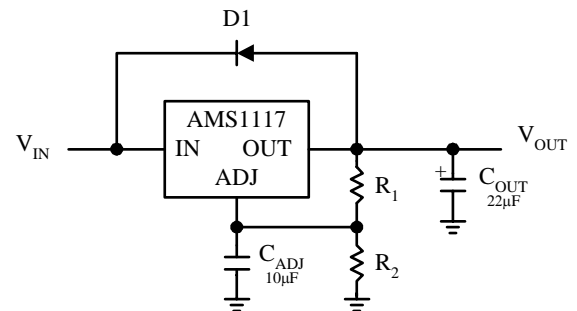 D1
AMS1117
V_IN
IN OUT
V_OUT
ADJ
R_1
+
C_OUT
22μF
C_ADJ
10μF
R_2